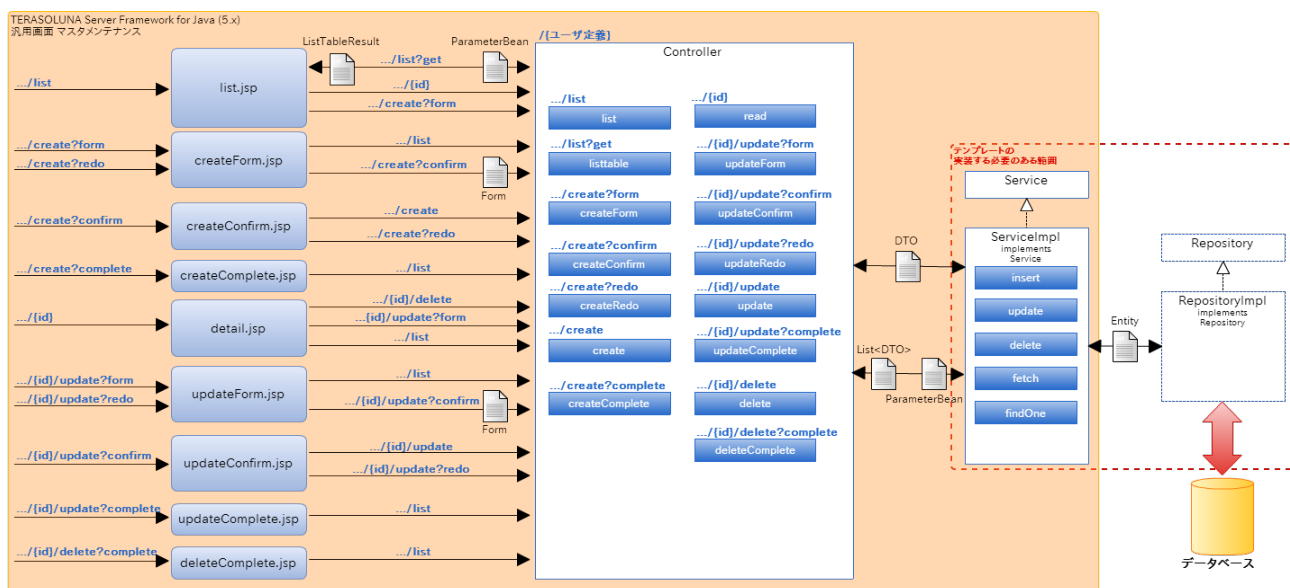 TERASOLUNA Server Framework for Java (5.x)
汎用画面 マスタメンテナンス
ListTableResult
ParameterBean
/{ユーザ定義}
Controller
.../list
list.jsp
.../list?get
.../{id}
.../create?form
.../create?form
.../create?redo
createForm.jsp
.../list
.../create?confirm
Form
.../create?confirm
createConfirm.jsp
.../create
.../create?redo
.../create?complete
createComplete.jsp
.../list
.../{id}
detail.jsp
.../{id}/delete
.../{id}/update?form
.../list
.../{id}/update?form
.../{id}/update?redo
updateForm.jsp
.../list
.../{id}/update?confirm
Form
.../{id}/update?confirm
updateConfirm.jsp
.../{id}/update
.../{id}/update?redo
.../{id}/update?complete
updateComplete.jsp
.../list
.../{id}/delete?complete
deleteComplete.jsp
.../list
.../list
list
.../list?get
listtable
.../create?form
createForm
.../create?confirm
createConfirm
.../create?redo
createRedo
.../create
create
.../create?complete
createComplete
.../{id}
read
.../{id}/update?form
updateForm
.../{id}/update?confirm
updateConfirm
.../{id}/update?redo
updateRedo
.../{id}/update
update
.../{id}/update?complete
updateComplete
.../{id}/delete
delete
.../{id}/delete?complete
deleteComplete
DTO
List<DTO>
ParameterBean
テンプレートの
実装する必要のある範囲
Service
ServiceImpl
implements
Service
insert
update
delete
fetch
findOne
Entity
Repository
RepositoryImpl
implements
Repository
データベース